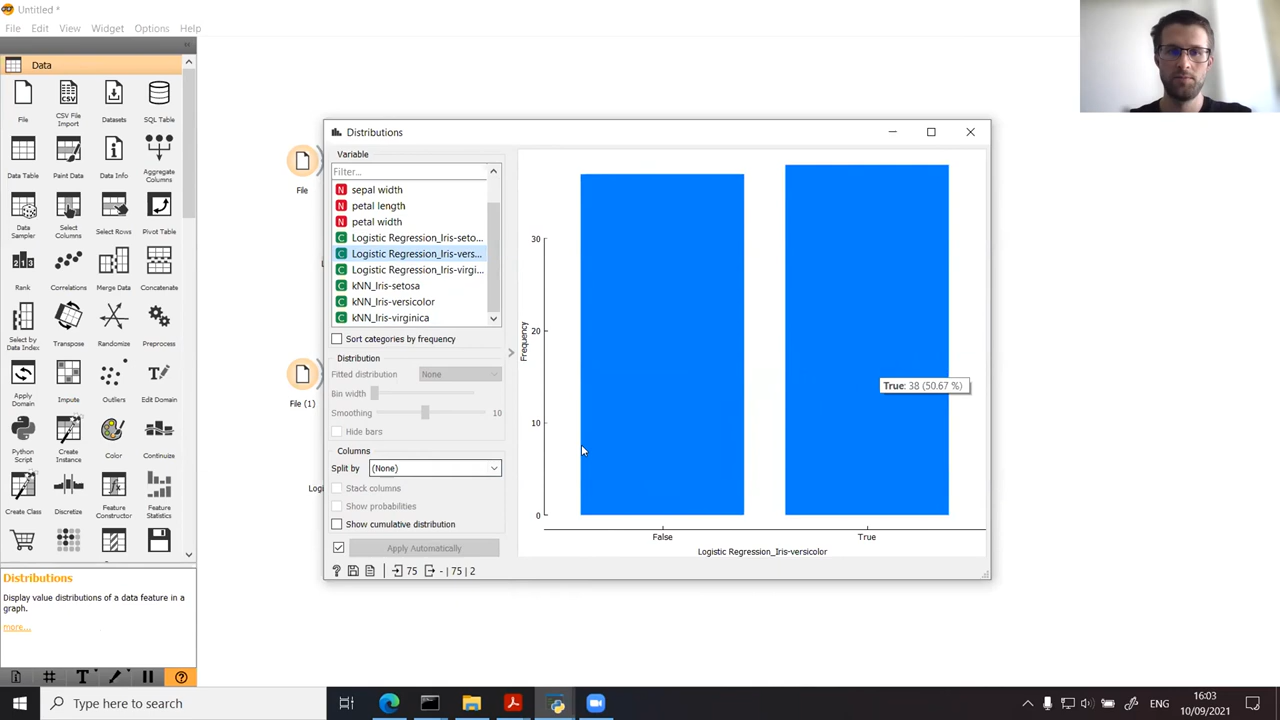 Untitled *
File Edit View Widget Options Help
Data
File
CSV File Import
Datasets
SQL Table
Data Table
Paint Data
Data Info
Aggregate Columns
Data Sampler
Select Columns
Select Rows
Pivot Table
Rank
Correlations
Merge Data
Concatenate
Select by Data Index
Transpose
Randomize
Preprocess
Apply Domain
Impute
Outliers
Edit Domain
Python Script
Create Instance
Color
Continuize
Create Class
Discretize
Feature Constructor
Feature Statistics
Distributions
Display value distributions of a data feature in a
graph.
more...
File
File (1)
Logi
Distributions
Variable
Filter...
sepal width
petal length
petal width
Logistic Regression_Iris-seto...
Logistic Regression_Iris-vers...
Logistic Regression_Iris-virgi...
kNN_Iris-setosa
kNN_Iris-versicolor
kNN_Iris-virginica
Sort categories by frequency
Distribution
Fitted distribution None
Bin width
Smoothing 10
Hide bars
Columns
Split by (None)
Stack columns
Show probabilities
Show cumulative distribution
Apply Automatically
75 - | 75 | 2
Frequency
30
20
10
0
True: 38 (50.67 %)
False True
Logistic Regression_Iris-versicolor
Type here to search
ENG
16:03
10/09/2021